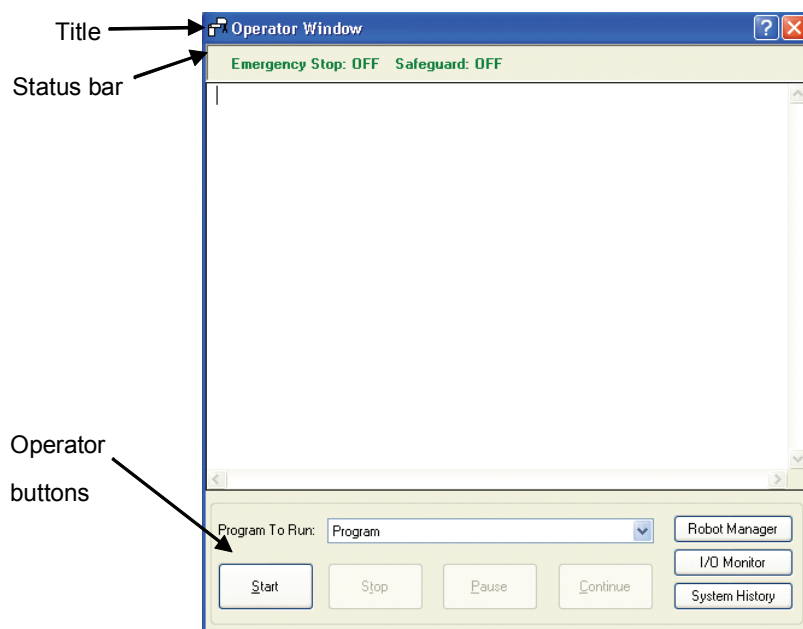 Title
Operator Window
Status bar
Emergency Stop: OFF Safeguard: OFF
Operator
buttons
Program To Run: Program
Robot Manager
I/O Monitor
System History
Start Stop Pause Continue